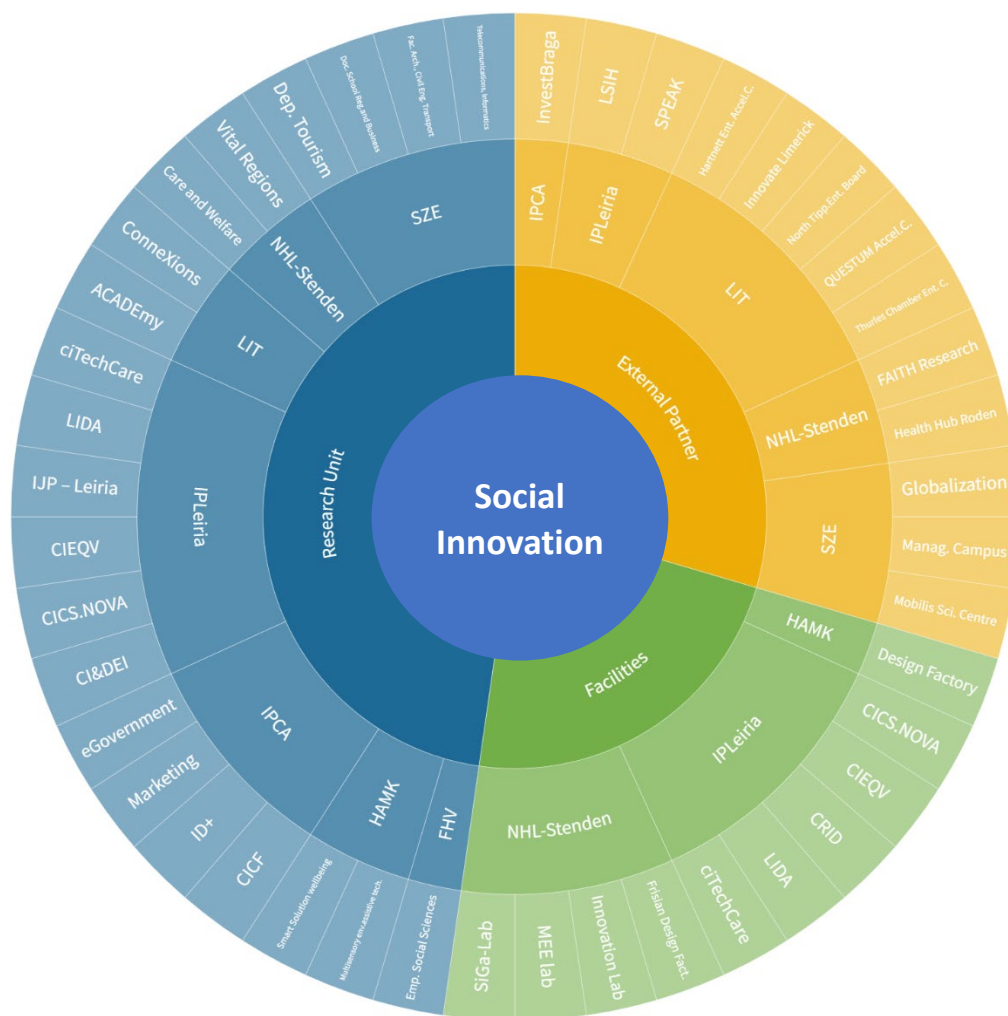 Social
Innovation
External Partner
IPCA
InvestBraga
IPLeiria
LSIH
SPEAK
LIT
Hartnett Ent. Accel.C.
Innovate Limerick
North Tipp.Ent. Board
QUESTUM Accel.C.
Thurles Chamber Ent. C.
NHL-Stenden
FAITH Research
Health Hub Roden
SZE
Globalization
Manag. Campus
Mobilis Sci. Centre
Facilities
HAMK
Design Factory
IPLeiria
CICS.NOVA
CIEQV
CRID
LIDA
ciTechCare
NHL-Stenden
Frisian Design Fact.
Innovation Lab
MEE lab
SiGa-Lab
Research Unit
FHV
Emp. Social Sciences
HAMK
Multisensory env.assistive tech.
Smart Solution wellbeing
IPCA
CICF
ID+
Marketing
eGovernment
IPLeiria
CI&DEI
CICS.NOVA
CIEQV
IJP – Leiria
LIDA
ciTechCare
LIT
ACADEmy
ConneXions
NHL-Stenden
Care and Welfare
Vital Regions
SZE
Dep. Tourism
Doc. School Reg.and Business
Fac. Arch., Civil Eng. Transport
Telecommunications, Informatics